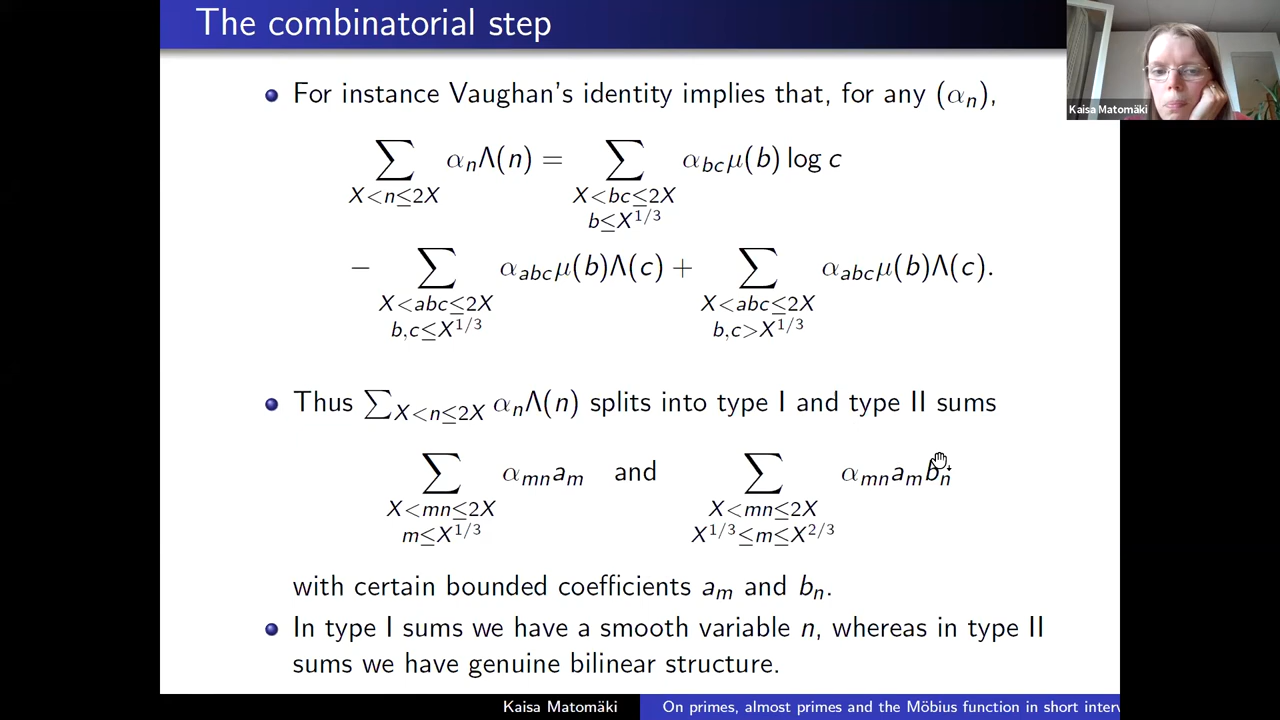 The combinatorial step
Kaisa Matomäki
For instance Vaughan's identity implies that, for any (αₙ),
∑ αₙΛ(n) = ∑ α_{bc}μ(b) log c
X<n≤2X X<bc≤2X
b≤X^{1/3}
− ∑ α_{abc}μ(b)Λ(c) + ∑ α_{abc}μ(b)Λ(c).
X<abc≤2X X<abc≤2X
b,c≤X^{1/3} b,c>X^{1/3}
Thus ∑_{X<n≤2X} αₙΛ(n) splits into type I and type II sums
∑ α_{mn}a_m and ∑ α_{mn}a_m b_n
X<mn≤2X X<mn≤2X
m≤X^{1/3} X^{1/3}≤m≤X^{2/3}
with certain bounded coefficients a_m and b_n.
In type I sums we have a smooth variable n, whereas in type II
sums we have genuine bilinear structure.
Kaisa Matomäki On primes, almost primes and the Möbius function in short inter